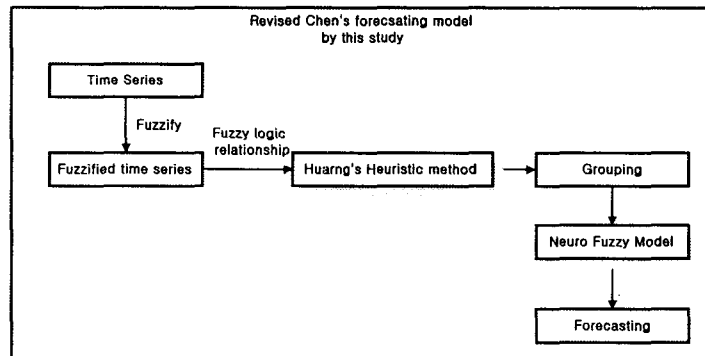 Revised Chen's forecsating model
by this study
Time Series
Fuzzify
Fuzzy logic
relationship
Fuzzified time series
Huarng's Heuristic method
Grouping
Neuro Fuzzy Model
Forecasting